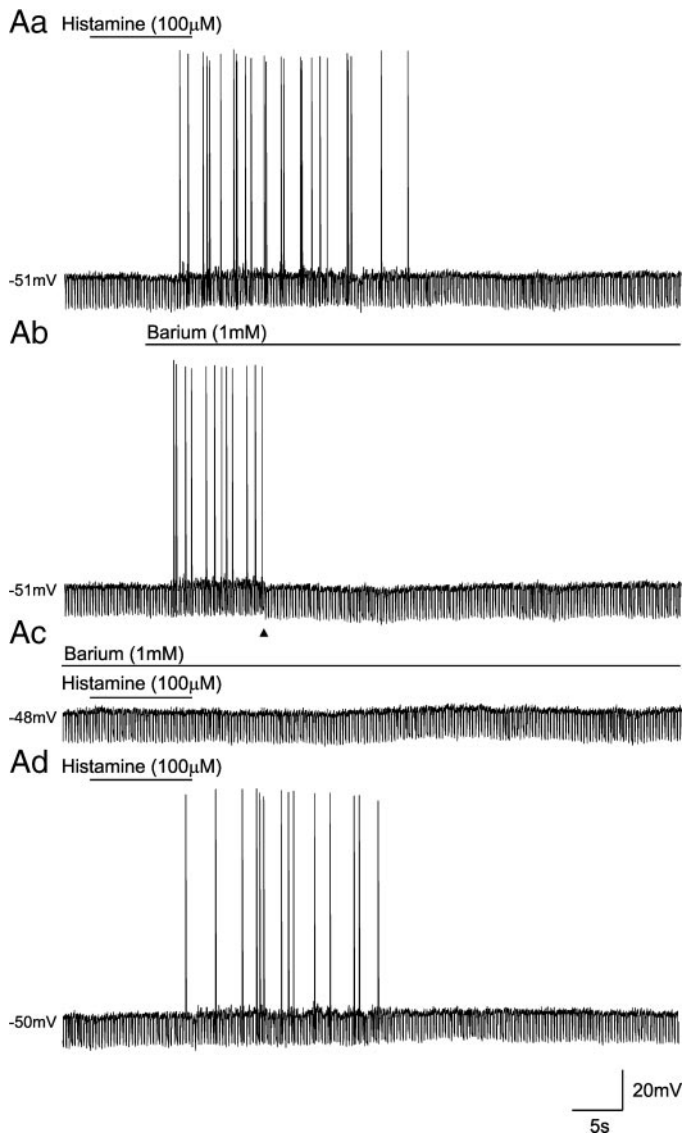 Aa
Histamine (100μM)
-51mV
Ab
Barium (1mM)
-51mV
Ac
Barium (1mM)
Histamine (100μM)
-48mV
Ad
Histamine (100μM)
-50mV
20mV
5s